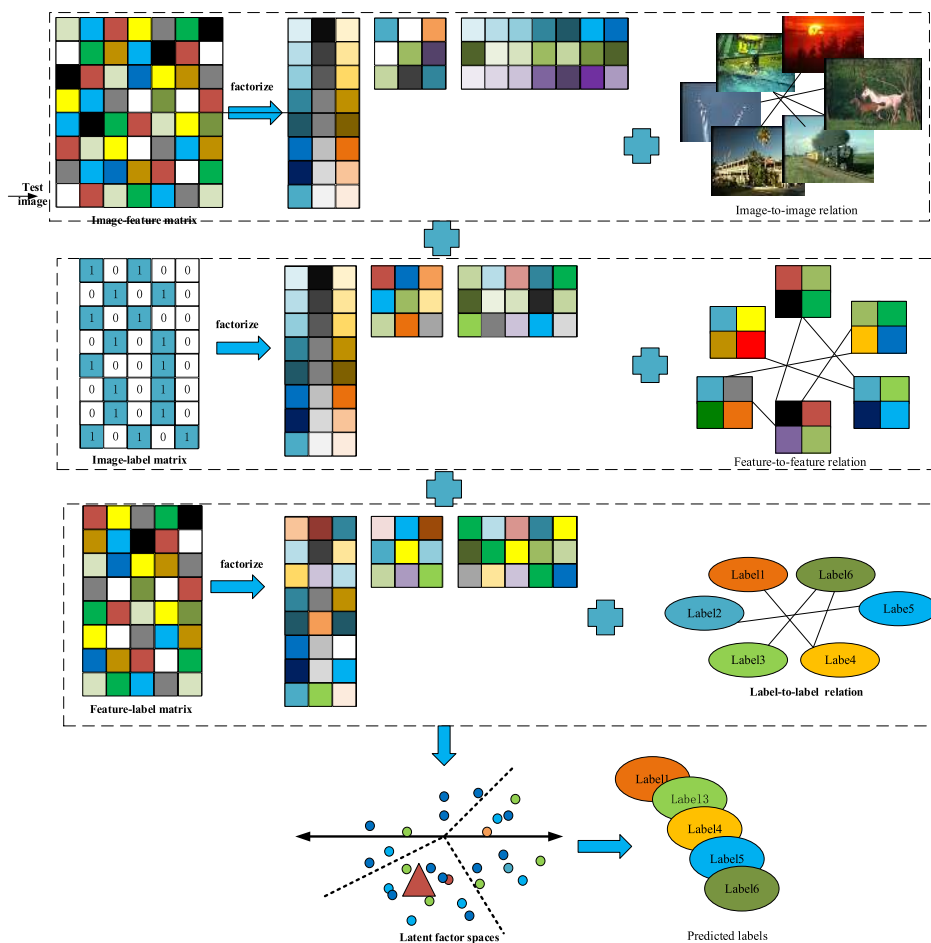 factorize
Test
image
Image-feature matrix
Image-to-image relation
1 0 1 0 0
0 1 0 1 0
1 0 1 0 0
0 1 0 1 0
1 0 0 1 0
0 1 0 1 0
0 1 0 1 0
1 0 1 0 1
factorize
Image-label matrix
Feature-to-feature relation
factorize
Label1
Label6
Label2
Labe5
Label3
Labe4
Feature-label matrix
Label-to-label relation
Label1
Label3
Label4
Label5
Label6
Latent factor spaces
Predicted labels